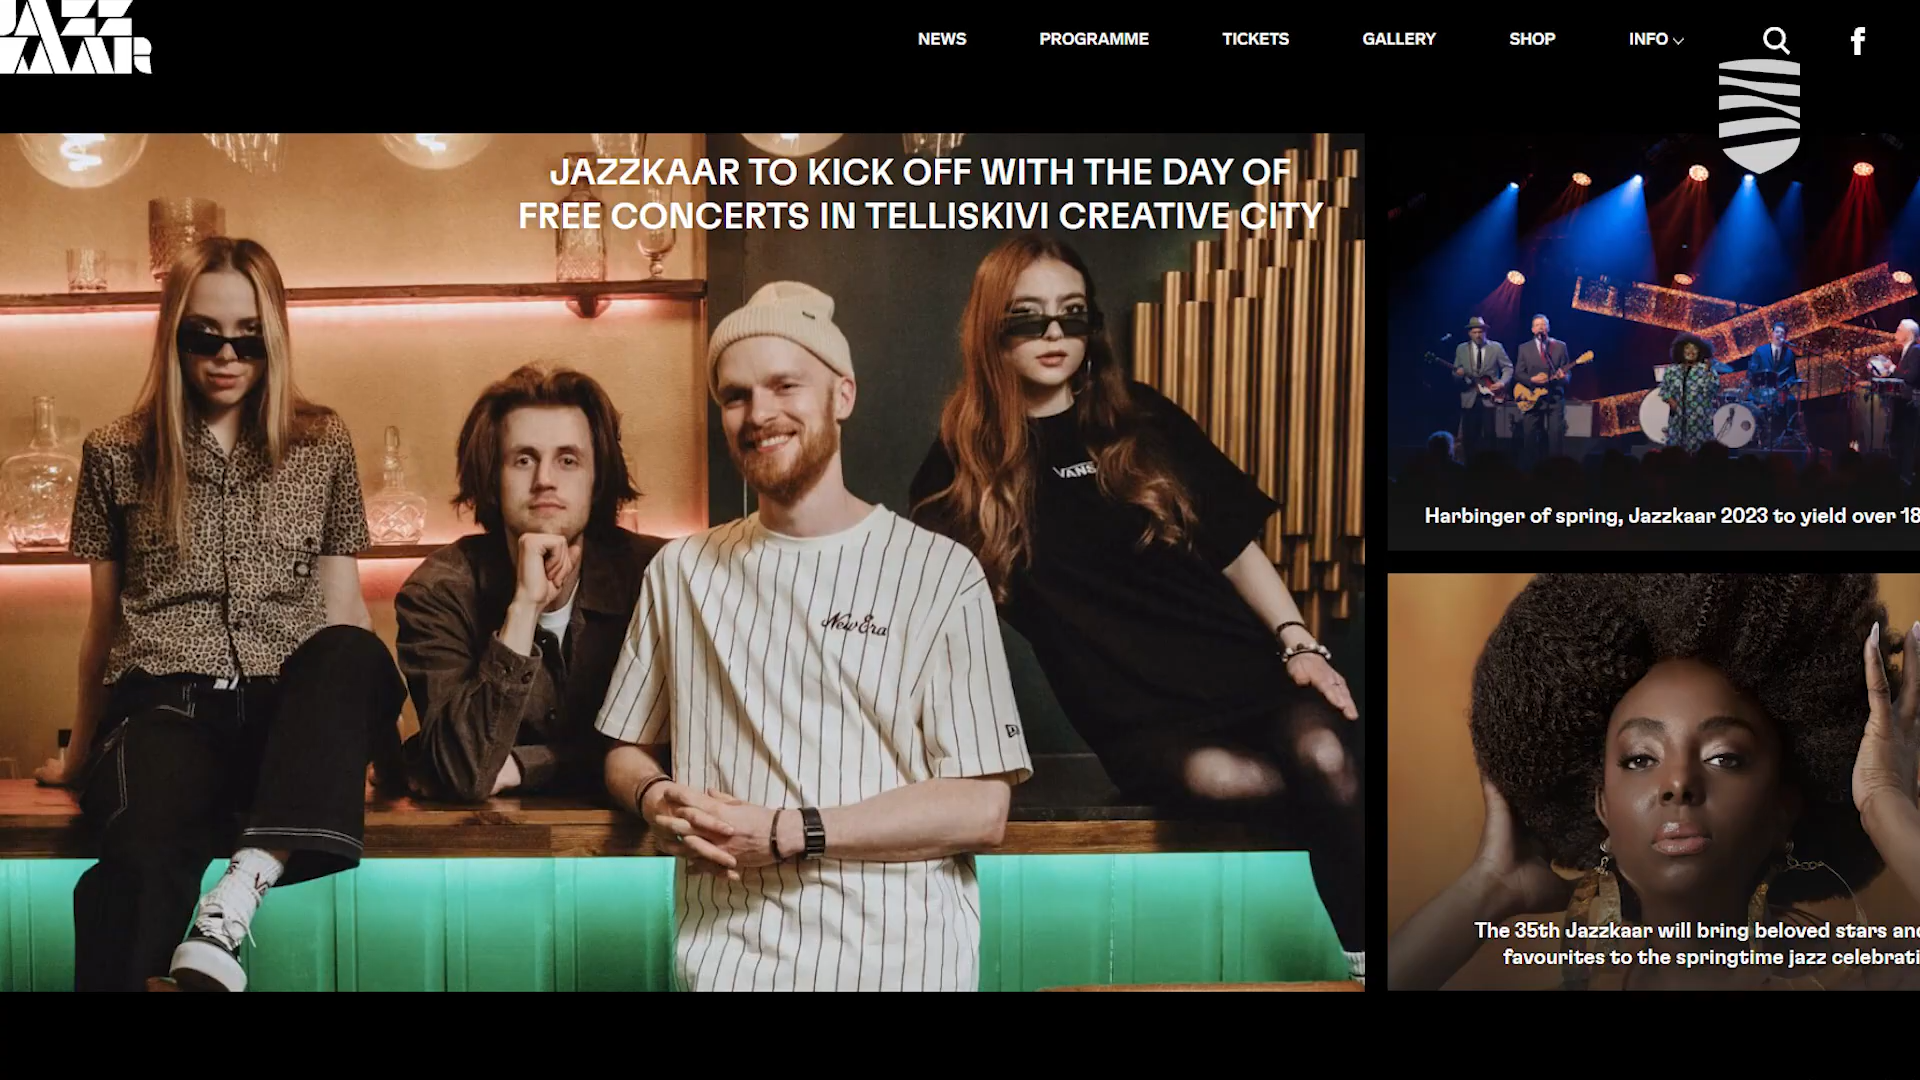 JAZZ
KAAR
NEWS
PROGRAMME
TICKETS
GALLERY
SHOP
INFO
JAZZKAAR TO KICK OFF WITH THE DAY OF
FREE CONCERTS IN TELLISKIVI CREATIVE CITY
VANS
New Era
Harbinger of spring, Jazzkaar 2023 to yield over 18
The 35th Jazzkaar will bring beloved stars and
favourites to the springtime jazz celebrati